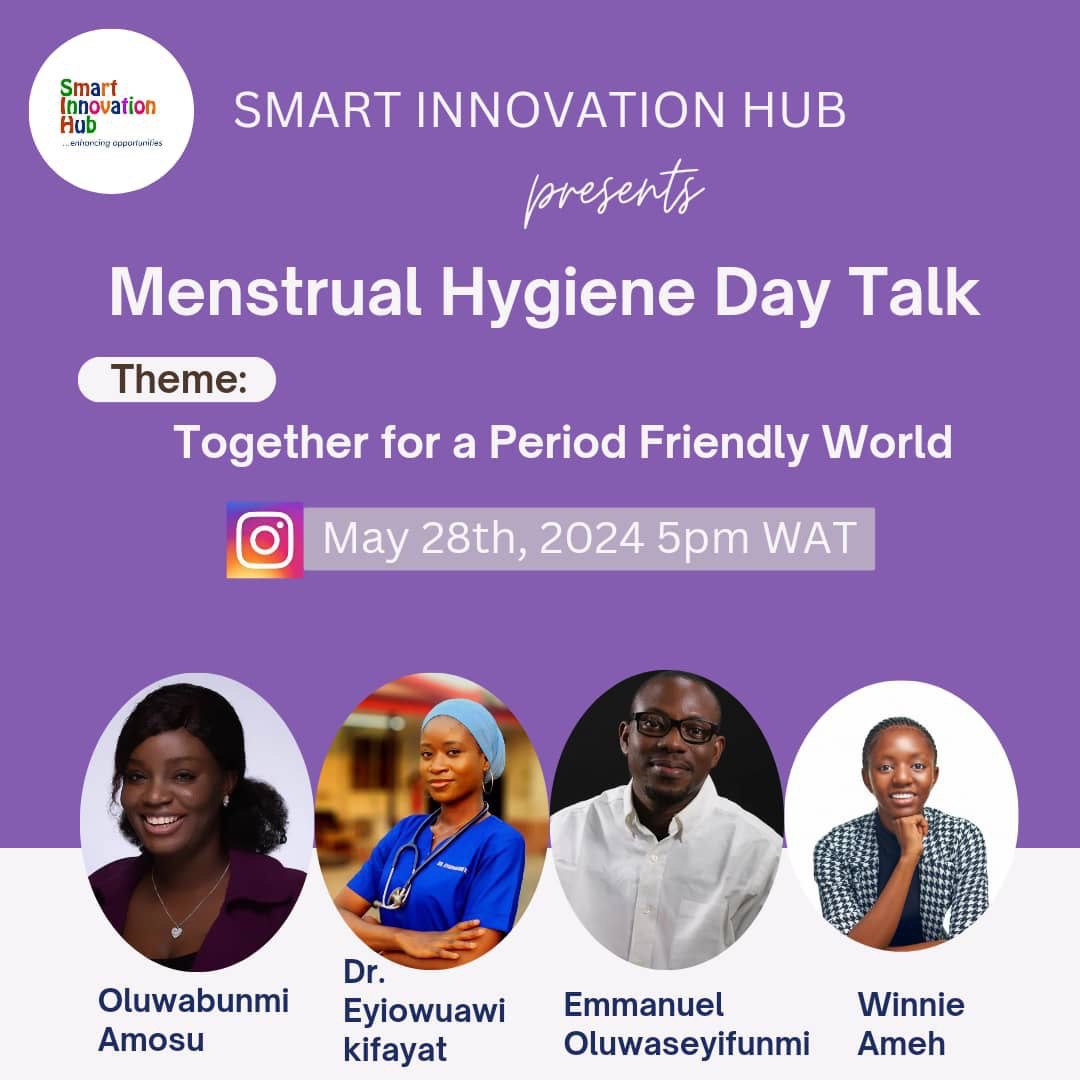 Smart
Innovation
Hub
...enhancing opportunities
SMART INNOVATION HUB
presents
Menstrual Hygiene Day Talk
Theme:
Together for a Period Friendly World
May 28th, 2024 5pm WAT
Oluwabunmi
Amosu
Dr.
Eyiowuawi
kifayat
Emmanuel
Oluwaseyifunmi
Winnie
Ameh